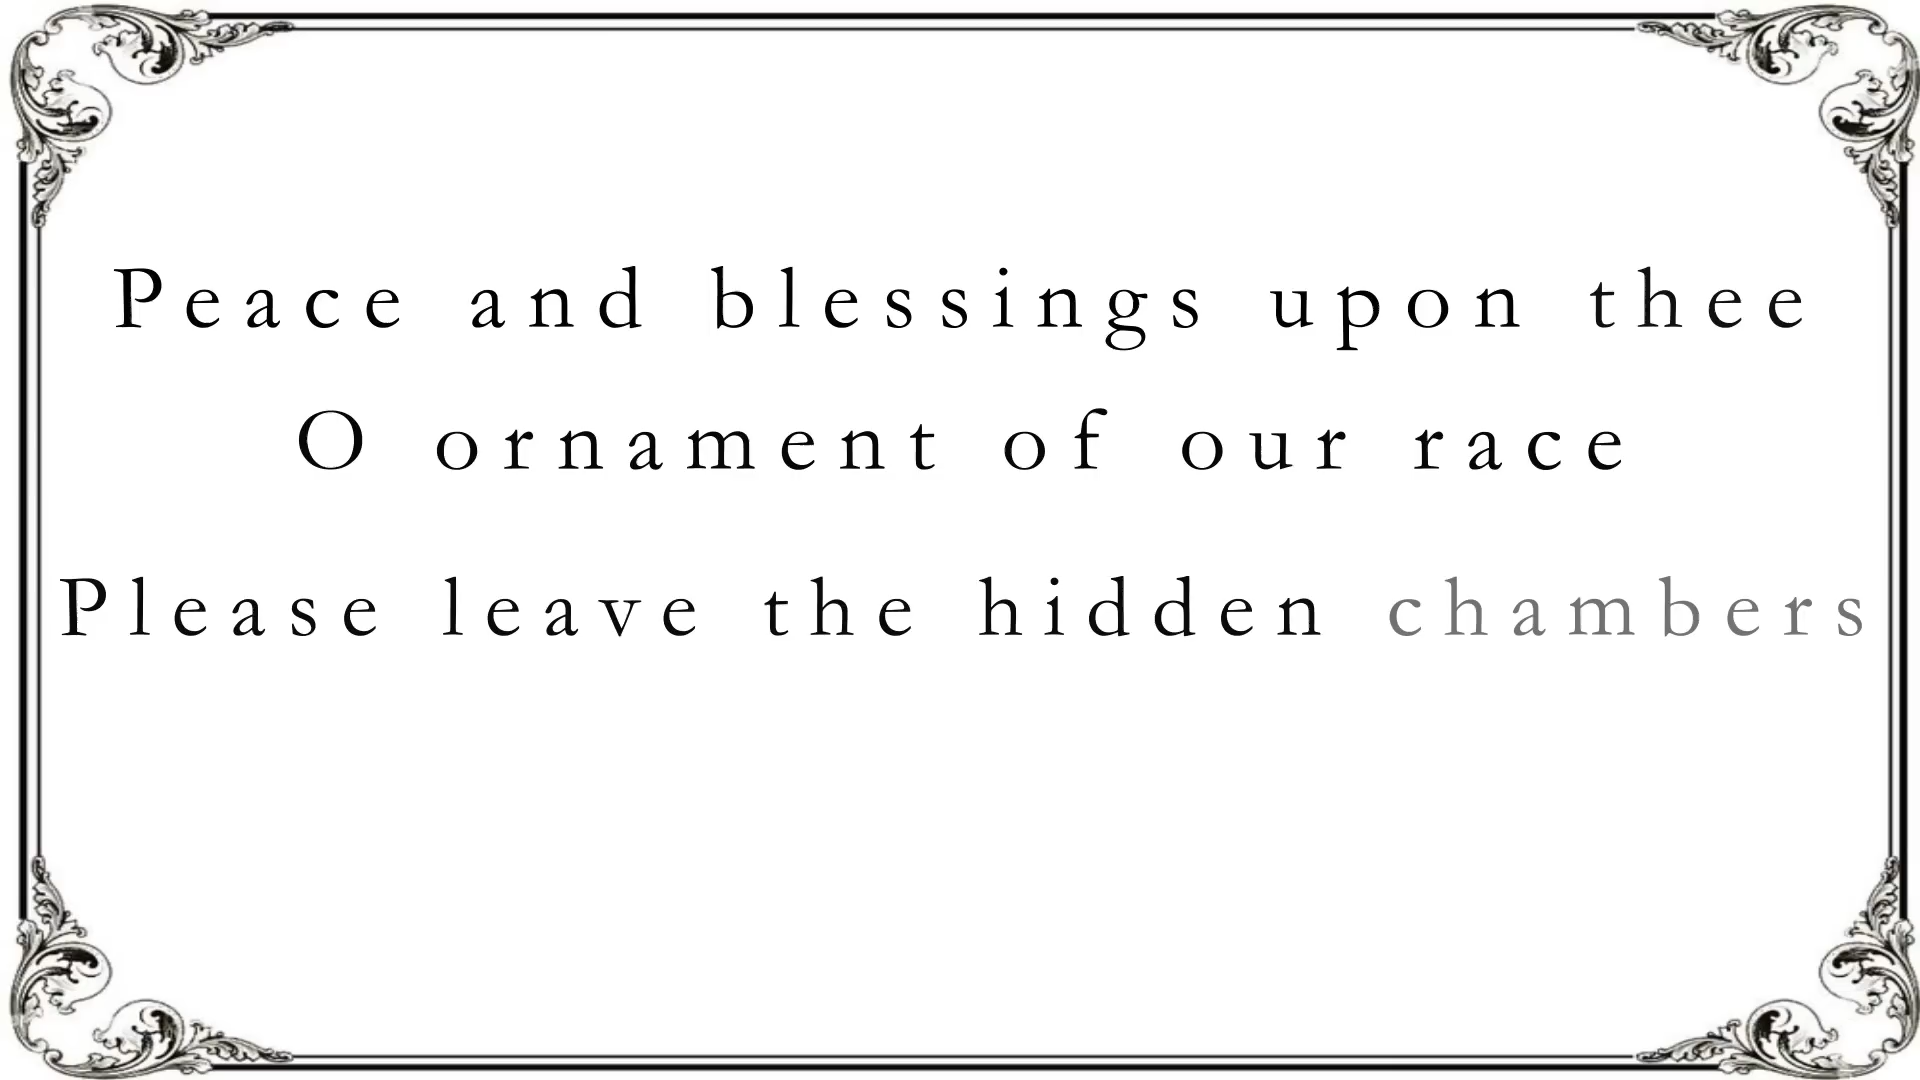 Peace and blessings upon thee
O ornament of our race
Please leave the hidden chambers